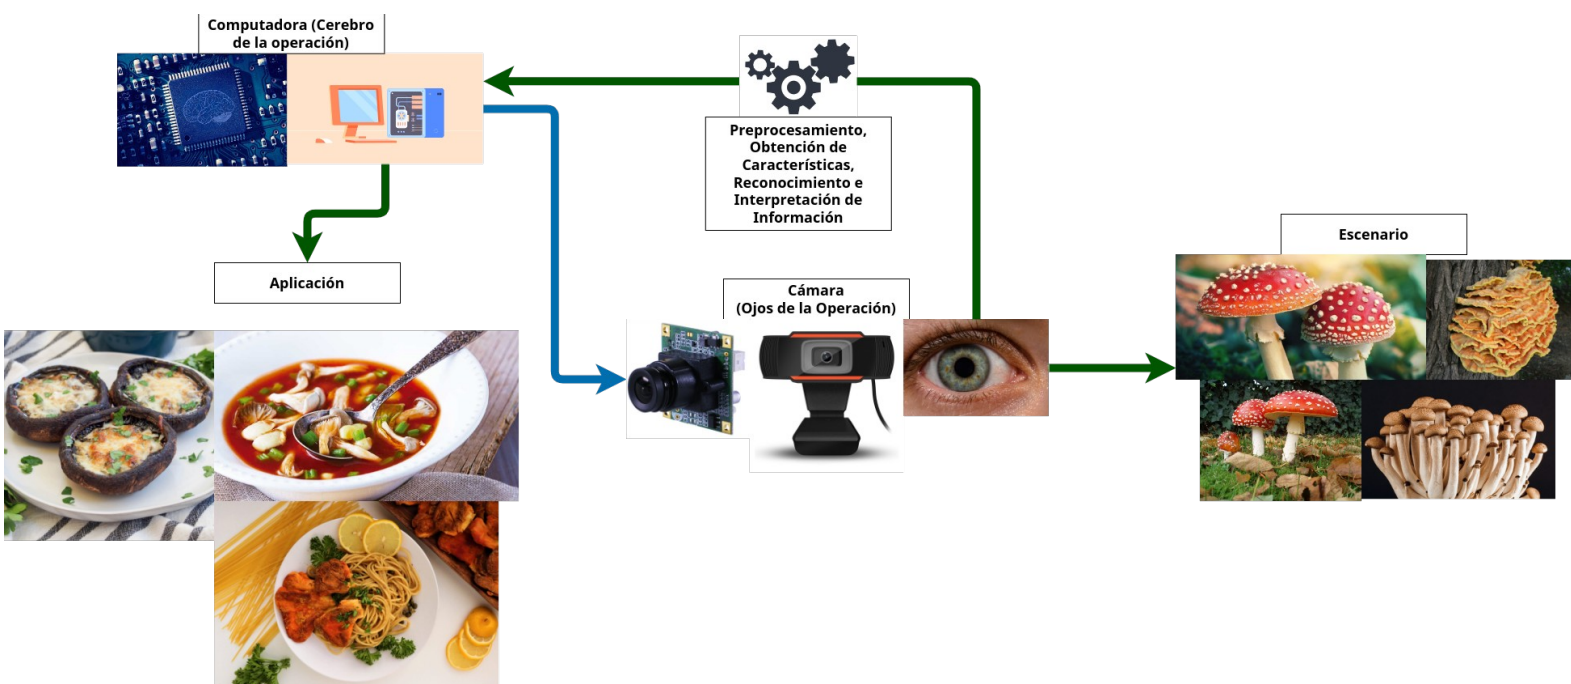 Computadora (Cerebro
de la operación)
Preprocesamiento,
Obtención de
Características,
Reconocimiento e
Interpretación de
Información
Escenario
Aplicación
Cámara
(Ojos de la Operación)